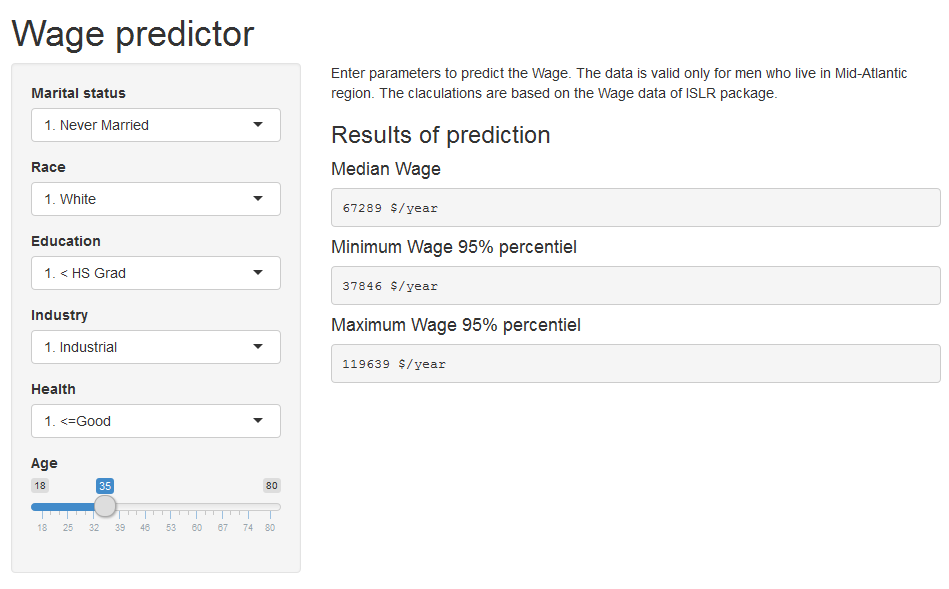 Wage predictor
Marital status
1. Never Married
Race
1. White
Education
1. < HS Grad
Industry
1. Industrial
Health
1. <=Good
Age
18 35 80
18 25 32 39 46 53 60 67 74 80
Enter parameters to predict the Wage. The data is valid only for men who live in Mid-Atlantic
region. The claculations are based on the Wage data of ISLR package.
Results of prediction
Median Wage
67289 $/year
Minimum Wage 95% percentiel
37846 $/year
Maximum Wage 95% percentiel
119639 $/year